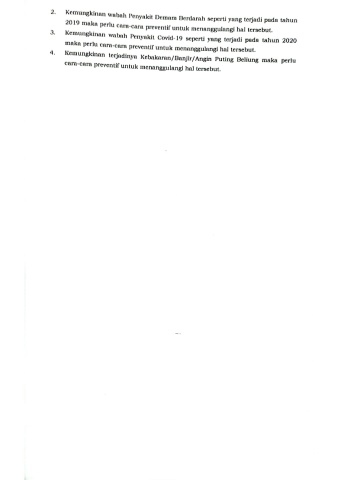 2. Kemungkinan wabah Penyakit Demam Berdarah seperti yang terjadi pada tahun
2019 maka perlu cara-cara preventif untuk menanggulangi hal tersebut.
3. Kemungkinan wabah Penyakit Covid-19 seperti yang terjadi pada tahun 2020
maka perlu cara-cara preventif untuk menanggulangi hal tersebut.
4. Kemungkinan terjadinya Kebakaran/Banjir/Angin Puting Beliung maka perlu
cara-cara preventif untuk menanggulangi hal tersebut.